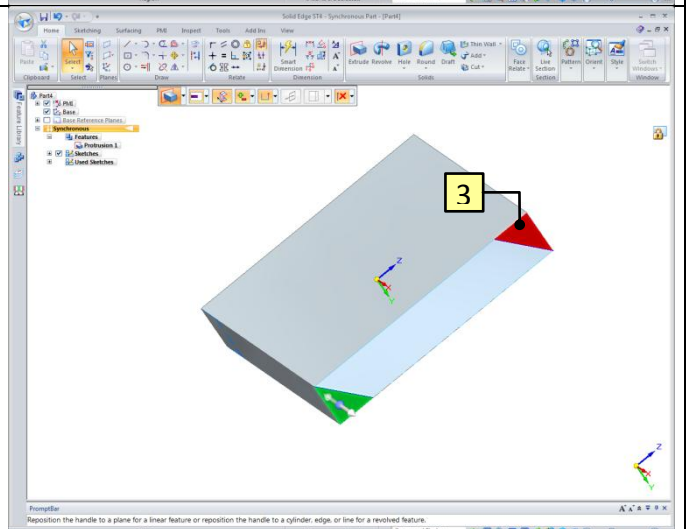 Solid Edge ST4 - Synchronous Part - [Part4]
Home Sketching Surfacing PMI Inspect Tools Add Ins View
Paste Select Planes Smart Dimension Extrude Revolve Hole Round Draft Thin Wall Add Cut Face Relate Live Section Pattern Orient Style Switch Windows
Clipboard Select Planes Draw Relate Dimension Solids Section Window
Feature Library
Part4
PMI
Base
Base Reference Planes
Synchronous
Features
Protrusion 1
Sketches
Used Sketches
3
Z
X
Y
Z
X
Y
PromptBar
Reposition the handle to a plane for a linear feature or reposition the handle to a cylinder, edge, or line for a revolved feature.